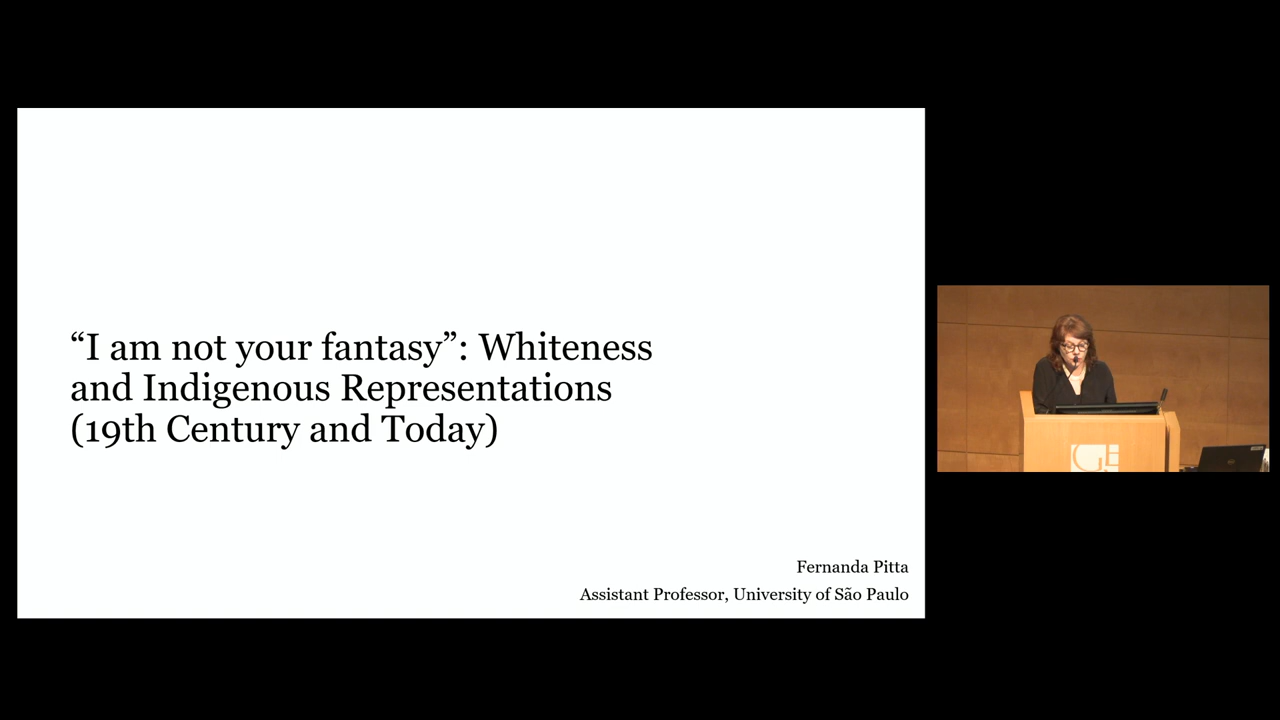 “I am not your fantasy”: Whiteness
and Indigenous Representations
(19th Century and Today)
Fernanda Pitta
Assistant Professor, University of São Paulo
GE